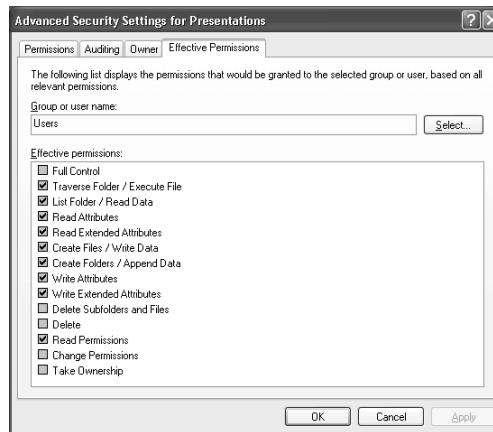 Advanced Security Settings for Presentations
Permissions Auditing Owner Effective Permissions
The following list displays the permissions that would be granted to the selected group or user, based on all
relevant permissions.
Group or user name:
Users
Select...
Effective permissions:
Full Control
Traverse Folder / Execute File
List Folder / Read Data
Read Attributes
Read Extended Attributes
Create Files / Write Data
Create Folders / Append Data
Write Attributes
Write Extended Attributes
Delete Subfolders and Files
Delete
Read Permissions
Change Permissions
Take Ownership
OK Cancel Apply